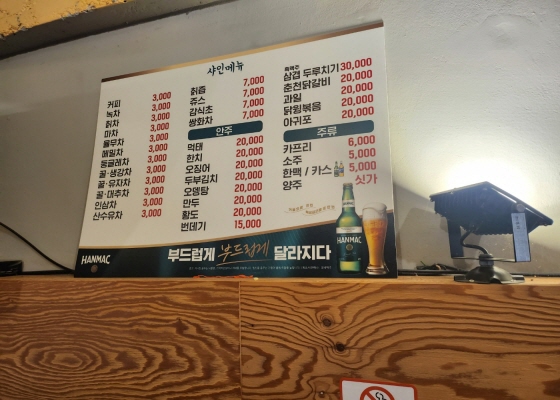 샤인메뉴
커피 3,000
녹차 3,000
칡차 3,000
마차 3,000
율무차 3,000
메밀차 3,000
둥굴레차 3,000
꿀·생강차 3,000
꿀·유자차 3,000
꿀·대추차 3,000
인삼차 3,000
산수유차 3,000
칡즙 7,000
쥬스 7,000
감식초 7,000
쌍화차 7,000
안주
먹태 20,000
한치 20,000
오징어 20,000
두부김치 20,000
오뎅탕 20,000
만두 20,000
황도 20,000
번데기 15,000
삼겹 두루치기 30,000
춘천닭갈비 20,000
과일 20,000
닭윙볶음 20,000
아귀포 20,000
주류
카프리 6,000
소주 5,000
한맥 / 카스 5,000
양주 싯가
HANMAC
부드럽게 부드럽게 달라지다
HANMAC